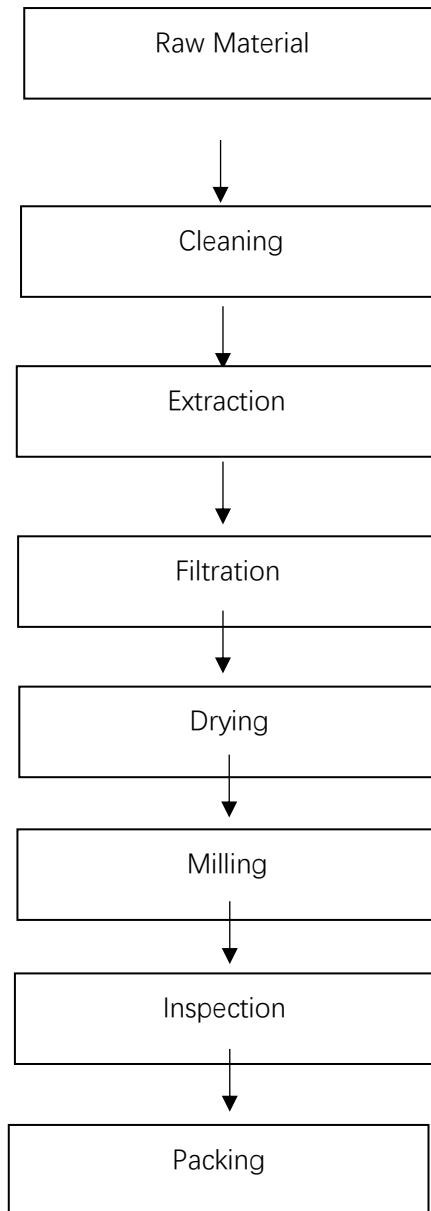 Raw Material
Cleaning
Extraction
Filtration
Drying
Milling
Inspection
Packing